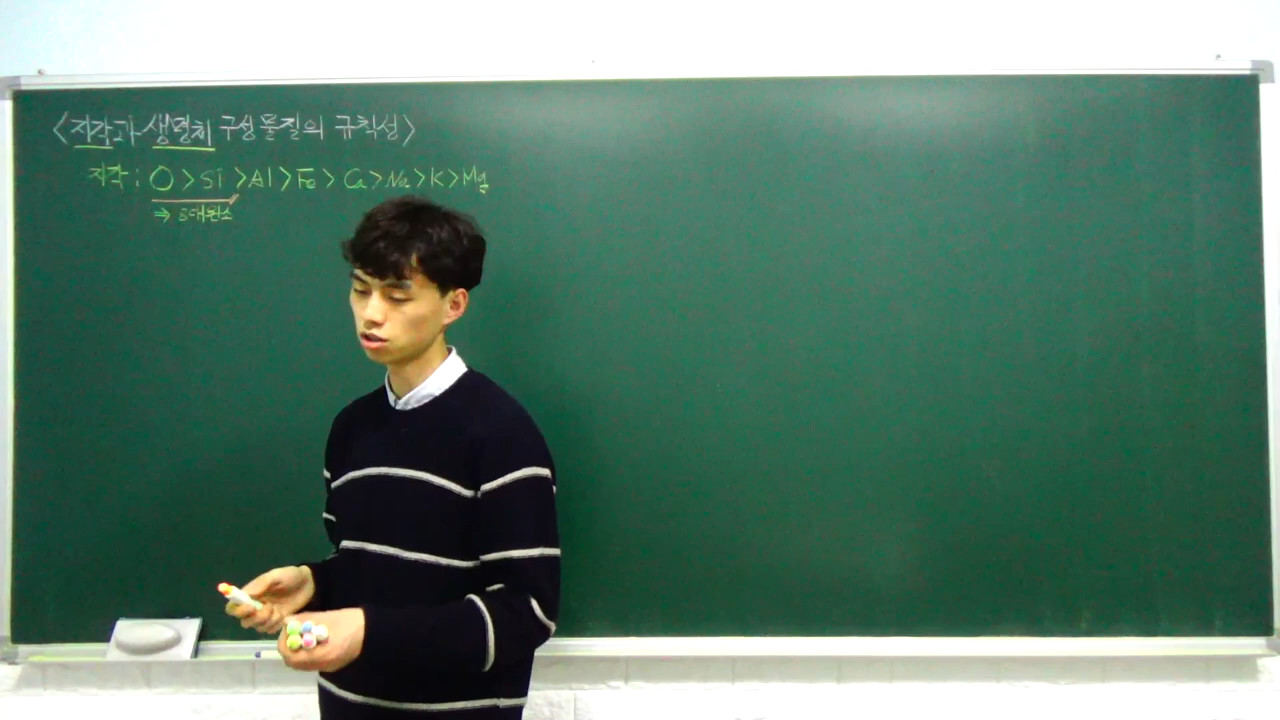 <지각과 생명체 구성 물질의 규칙성>
지각 : O > Si > Al > Fe > Ca > Na > K > Mg
⇒ 8대원소